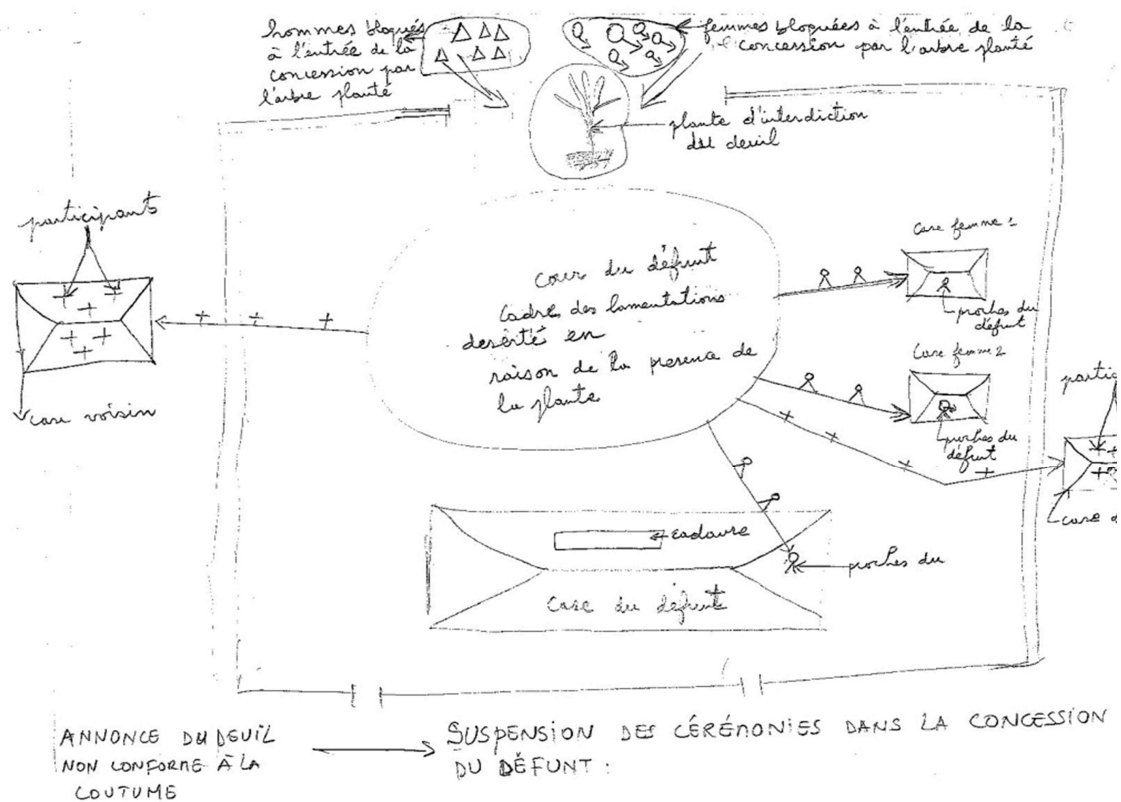 hommes bloqués
à l'entrée de la
concession par
l'arbre planté
femmes bloquées à l'entrée de la
concession par l'arbre planté
plante d'interdiction
du deuil
participants
case voisin
Cour du défunt
Cadre des lamentations
déserté en
raison de la présence de
la plante
Case femme 1
proches du
défunt
Case femme 2
proches du
défunt
partic
case d
cadavre
proches du
Case du défunt
ANNONCE DU DEUIL
NON CONFORME À LA
COUTUME
SUSPENSION DES CÉRÉMONIES DANS LA CONCESSION
DU DÉFUNT :